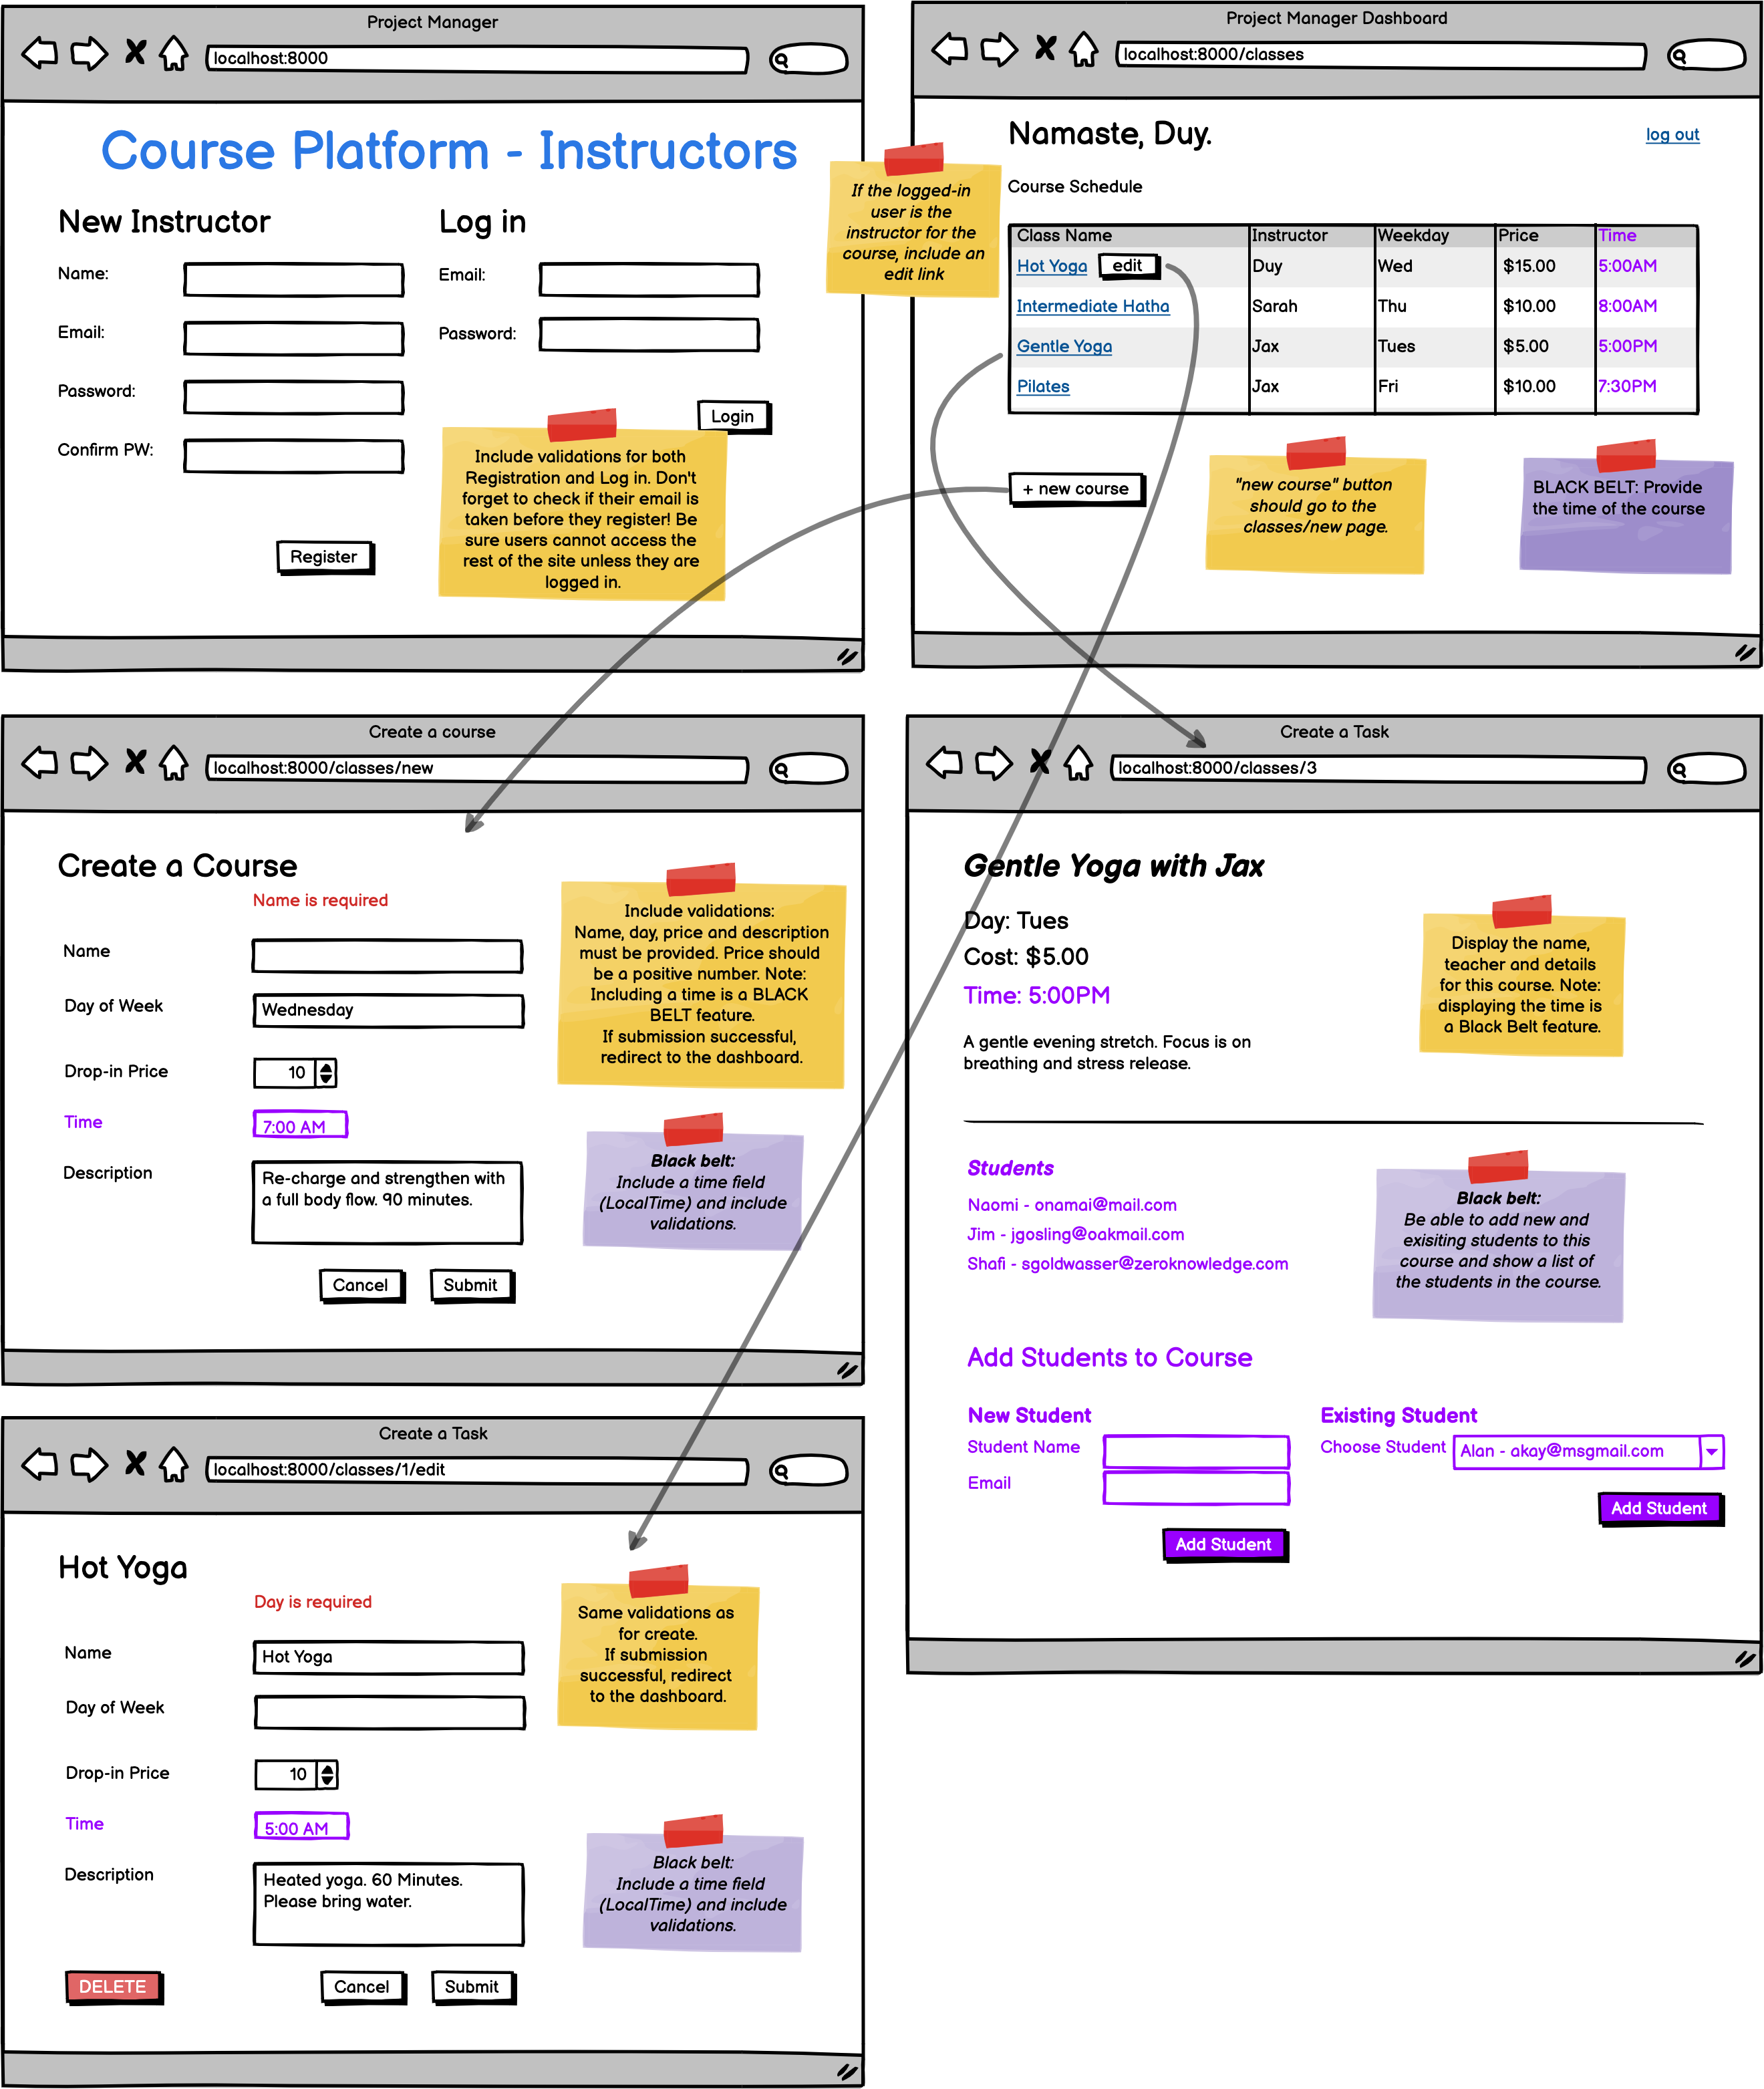 Project Manager
localhost:8000
Course Platform - Instructors
New Instructor
Name:
Email:
Password:
Confirm PW:
Register
Log in
Email:
Password:
Login
Include validations for both
Registration and Log in. Don't
forget to check if their email is
taken before they register! Be
sure users cannot access the
rest of the site unless they are
logged in.
Project Manager Dashboard
localhost:8000/classes
Namaste, Duy.
log out
If the logged-in
user is the
instructor for the
course, include an
edit link
Course Schedule
Class Name Instructor Weekday Price Time
Hot Yoga edit Duy Wed $15.00 5:00AM
Intermediate Hatha Sarah Thu $10.00 8:00AM
Gentle Yoga Jax Tues $5.00 5:00PM
Pilates Jax Fri $10.00 7:30PM
+ new course
"new course" button
should go to the
classes/new page.
BLACK BELT: Provide
the time of the course
Create a course
localhost:8000/classes/new
Create a Course
Name is required
Name
Day of Week Wednesday
Drop-in Price 10
Time 7:00 AM
Description Re-charge and strengthen with
a full body flow. 90 minutes.
Cancel Submit
Include validations:
Name, day, price and description
must be provided. Price should
be a positive number. Note:
Including a time is a BLACK
BELT feature.
If submission successful,
redirect to the dashboard.
Black belt:
Include a time field
(LocalTime) and include
validations.
Create a Task
localhost:8000/classes/3
Gentle Yoga with Jax
Day: Tues
Cost: $5.00
Time: 5:00PM
A gentle evening stretch. Focus is on
breathing and stress release.
Display the name,
teacher and details
for this course. Note:
displaying the time is
a Black Belt feature.
Students
Naomi - onamai@mail.com
Jim - jgosling@oakmail.com
Shafi - sgoldwasser@zeroknowledge.com
Black belt:
Be able to add new and
exisiting students to this
course and show a list of
the students in the course.
Add Students to Course
New Student
Student Name
Email
Add Student
Existing Student
Choose Student Alan - akay@msgmail.com
Add Student
Create a Task
localhost:8000/classes/1/edit
Hot Yoga
Day is required
Name Hot Yoga
Day of Week
Drop-in Price 10
Time 5:00 AM
Description Heated yoga. 60 Minutes.
Please bring water.
DELETE Cancel Submit
Same validations as
for create.
If submission
successful, redirect
to the dashboard.
Black belt:
Include a time field
(LocalTime) and include
validations.